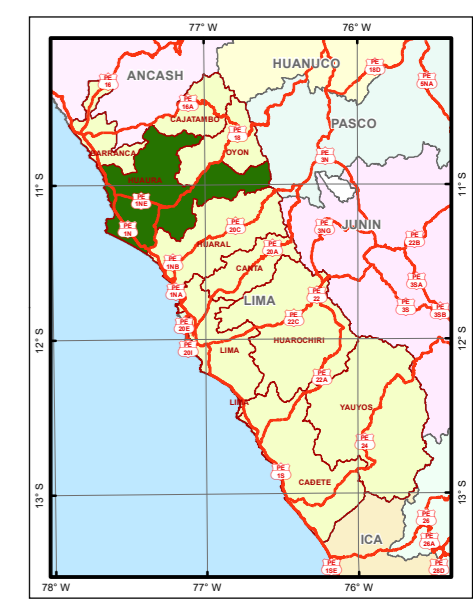 77° W
76° W
HUANUCO
ANCASH
PE
18D
PE
16
PE
5NA
PE
16A
CAJATAMBO
PASCO
PE
18
BARRANCA
OYON
PE
3N
11° S
HUAURA
11° S
PE
1NE
PE
1N
PE
20C
PE
3NG
JUNIN
PE
22B
HUARAL
PE
20A
PE
1NB
CANTA
PE
3SA
PE
1NA
LIMA
PE
22
PE
3S
PE
3SB
PE
20E
PE
22C
12° S
PE
20I
LIMA
HUAROCHIRI
12° S
PE
22A
LIMA
YAUYOS
PE
24
PE
1S
CAÐETE
13° S
13° S
PE
26
ICA
PE
26A
PE
1SE
PE
28D
78° W
77° W
76° W